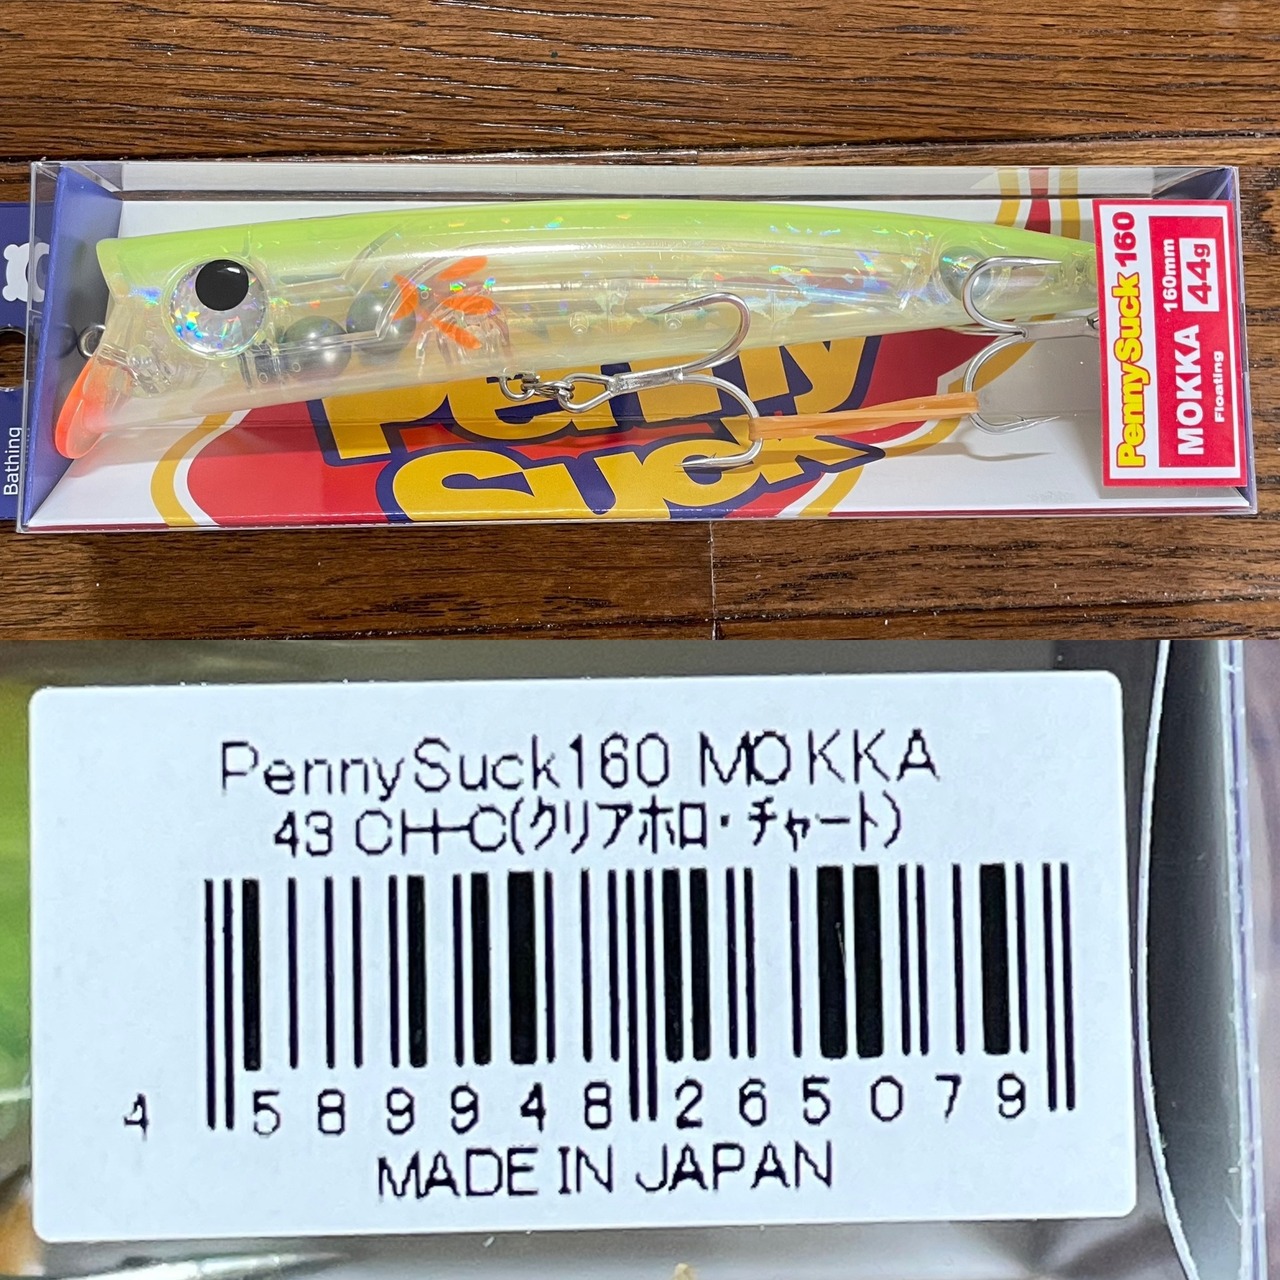 Bathing
Penny
SUCK
PennySuck 160
MOKKA 160mm
Floating 44g
PennySuck160 MOKKA
43 CH-C(クリアホロ・チャート)
4 589948 265079
MADE IN JAPAN